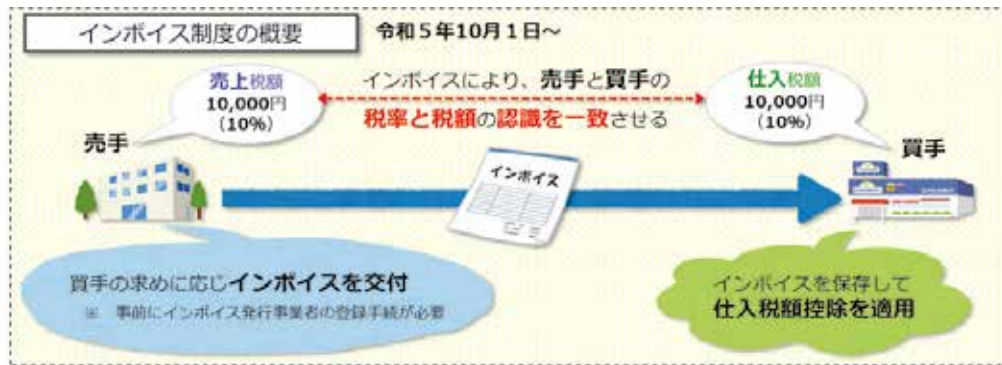 インボイス制度の概要
令和5年10月1日～
売上税額
10,000円
(10%)
インボイスにより、売手と買手の
税率と税額の認識を一致させる
仕入税額
10,000円
(10%)
売手
買手
インボイス
買手の求めに応じインボイスを交付
※ 事前にインボイス発行事業者の登録手続が必要
インボイスを保存して
仕入税額控除を適用